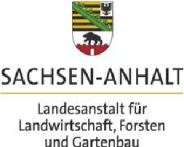 SACHSEN-ANHALT
Landesanstalt für
Landwirtschaft, Forsten
und Gartenbau